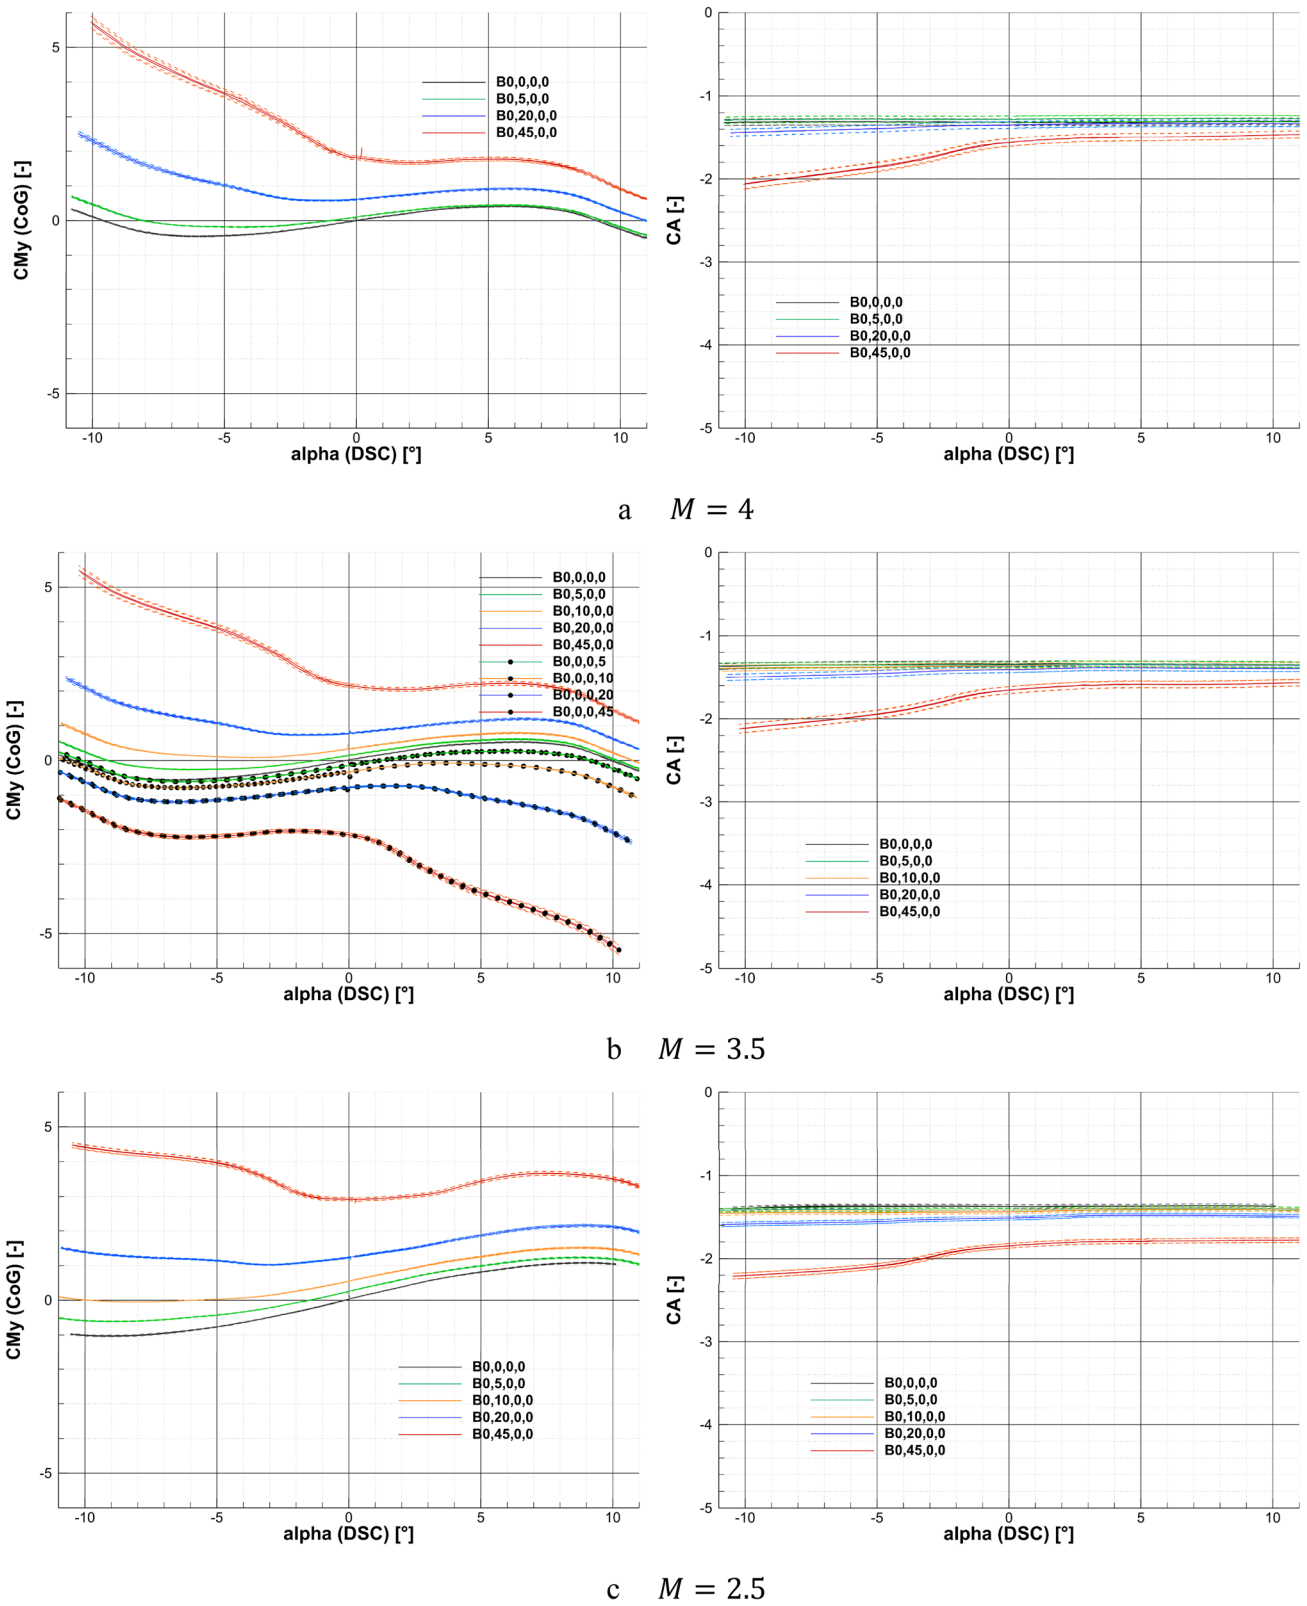 5
0
-5
CMy (CoG) [-]
B0,0,0,0
B0,5,0,0
B0,20,0,0
B0,45,0,0
-10 -5 0 5 10
alpha (DSC) [°]
0
-1
-2
-3
-4
-5
CA [-]
B0,0,0,0
B0,5,0,0
B0,20,0,0
B0,45,0,0
-10 -5 0 5 10
alpha (DSC) [°]
a M = 4
5
0
-5
CMy (CoG) [-]
B0,0,0,0
B0,5,0,0
B0,10,0,0
B0,20,0,0
B0,45,0,0
B0,0,0,5
B0,0,0,10
B0,0,0,20
B0,0,0,45
-10 -5 0 5 10
alpha (DSC) [°]
0
-1
-2
-3
-4
-5
CA [-]
B0,0,0,0
B0,5,0,0
B0,10,0,0
B0,20,0,0
B0,45,0,0
-10 -5 0 5 10
alpha (DSC) [°]
b M = 3.5
5
0
-5
CMy (CoG) [-]
B0,0,0,0
B0,5,0,0
B0,10,0,0
B0,20,0,0
B0,45,0,0
-10 -5 0 5 10
alpha (DSC) [°]
0
-1
-2
-3
-4
-5
CA [-]
B0,0,0,0
B0,5,0,0
B0,10,0,0
B0,20,0,0
B0,45,0,0
-10 -5 0 5 10
alpha (DSC) [°]
c M = 2.5